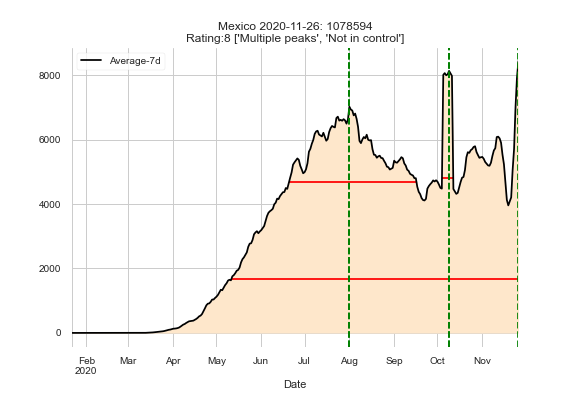 Mexico 2020-11-26: 1078594
Rating:8 ['Multiple peaks', 'Not in control']
Average-7d
8000
6000
4000
2000
0
Feb Mar Apr May Jun Jul Aug Sep Oct Nov
2020
Date